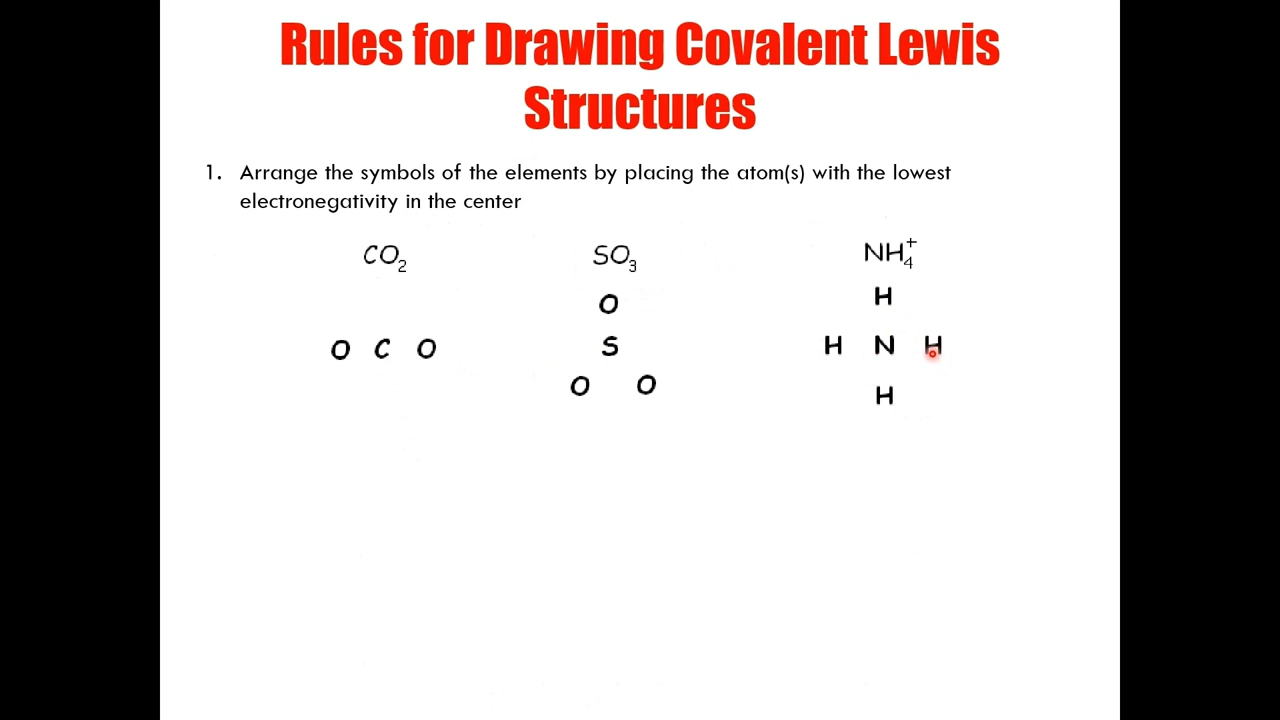 Rules for Drawing Covalent Lewis
Structures
1. Arrange the symbols of the elements by placing the atom(s) with the lowest
electronegativity in the center
CO₂ SO₃ NH₄⁺
O H
O C O S H N H
O O H